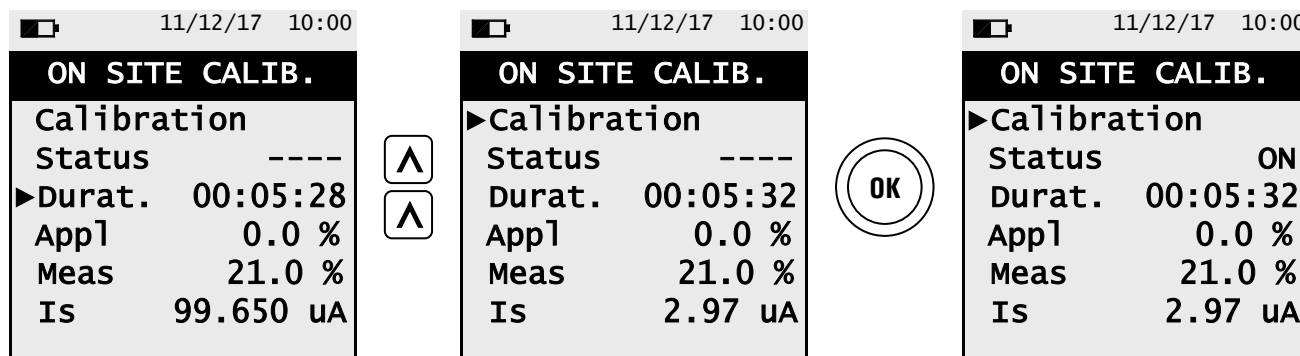 11/12/17 10:00
ON SITE CALIB.
Calibration
Status ----
►Durat. 00:05:28
Appl 0.0 %
Meas 21.0 %
Is 99.650 uA
11/12/17 10:00
ON SITE CALIB.
►Calibration
Status ----
Durat. 00:05:32
Appl 0.0 %
Meas 21.0 %
Is 2.97 uA
OK
11/12/17 10:00
ON SITE CALIB.
►Calibration
Status ON
Durat. 00:05:32
Appl 0.0 %
Meas 21.0 %
Is 2.97 uA